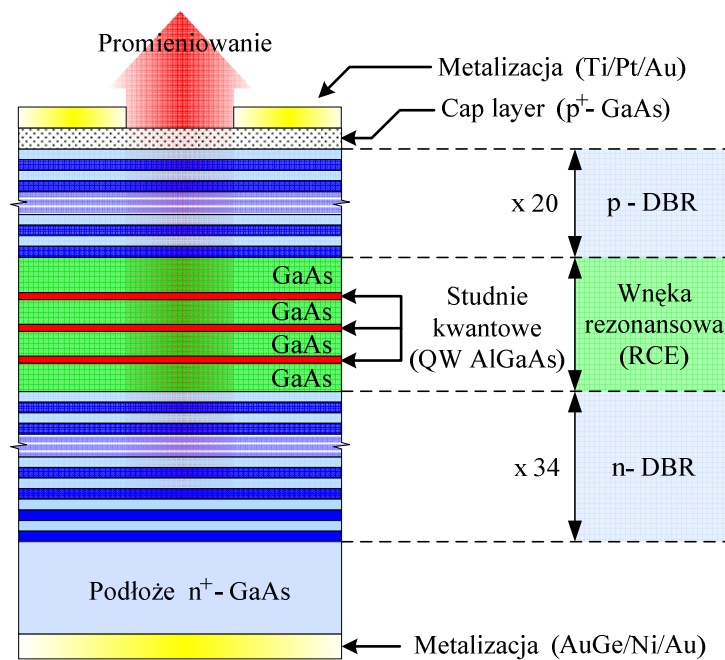 Promieniowanie
Metalizacja (Ti/Pt/Au)
Cap layer (p+- GaAs)
x 20
p - DBR
GaAs
GaAs
GaAs
GaAs
Studnie
kwantowe
(QW AlGaAs)
Wnęka
rezonansowa
(RCE)
x 34
n- DBR
Podłoże n+- GaAs
Metalizacja (AuGe/Ni/Au)